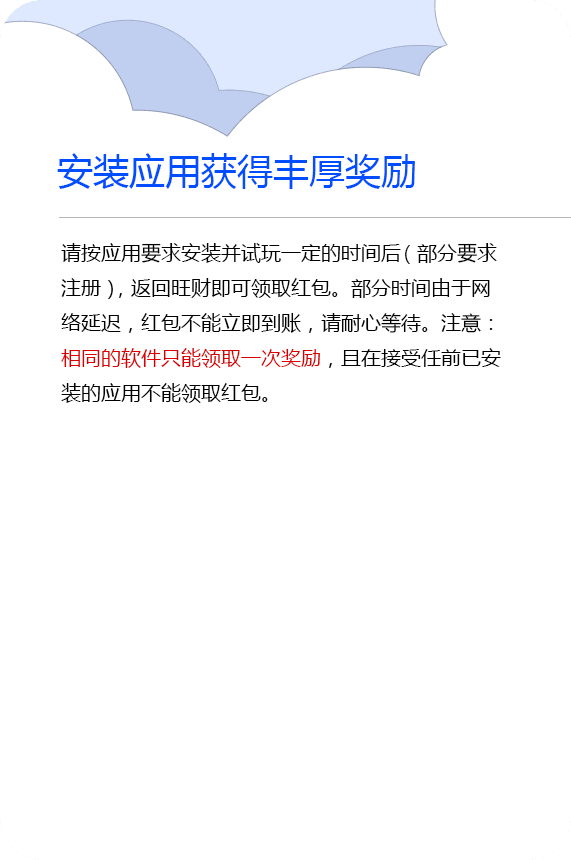 安装应用获得丰厚奖励
请按应用要求安装并试玩一定的时间后（部分要求
注册），返回旺财即可领取红包。部分时间由于网
络延迟，红包不能立即到账，请耐心等待。注意：
相同的软件只能领取一次奖励，且在接受任前已安
装的应用不能领取红包。